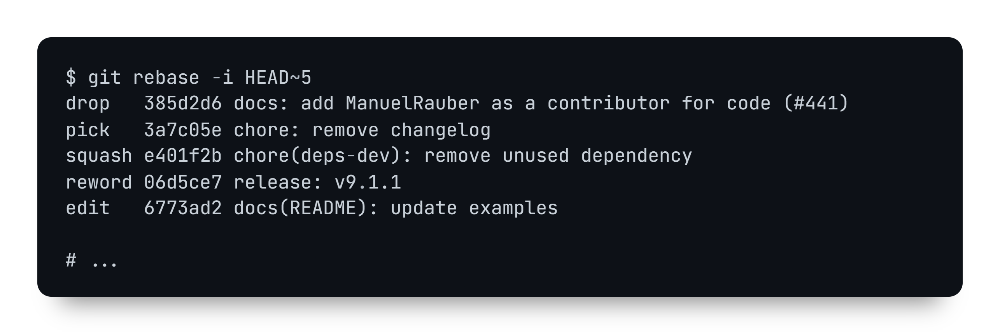 $ git rebase -i HEAD~5
drop   385d2d6 docs: add ManuelRauber as a contributor for code (#441)
pick   3a7c05e chore: remove changelog
squash e401f2b chore(deps-dev): remove unused dependency
reword 06d5ce7 release: v9.1.1
edit   6773ad2 docs(README): update examples

# ...